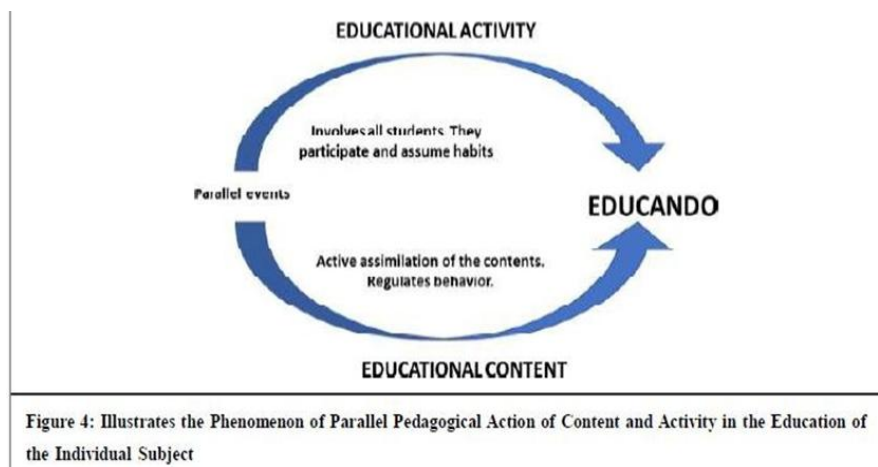 EDUCATIONAL ACTIVITY
Involves all students. They
participate and assume habits
Parallel events
EDUCANDO
Active assimilation of the contents.
Regulates behavior.
EDUCATIONAL CONTENT
Figure 4: Illustrates the Phenomenon of Parallel Pedagogical Action of Content and Activity in the Education of
the Individual Subject